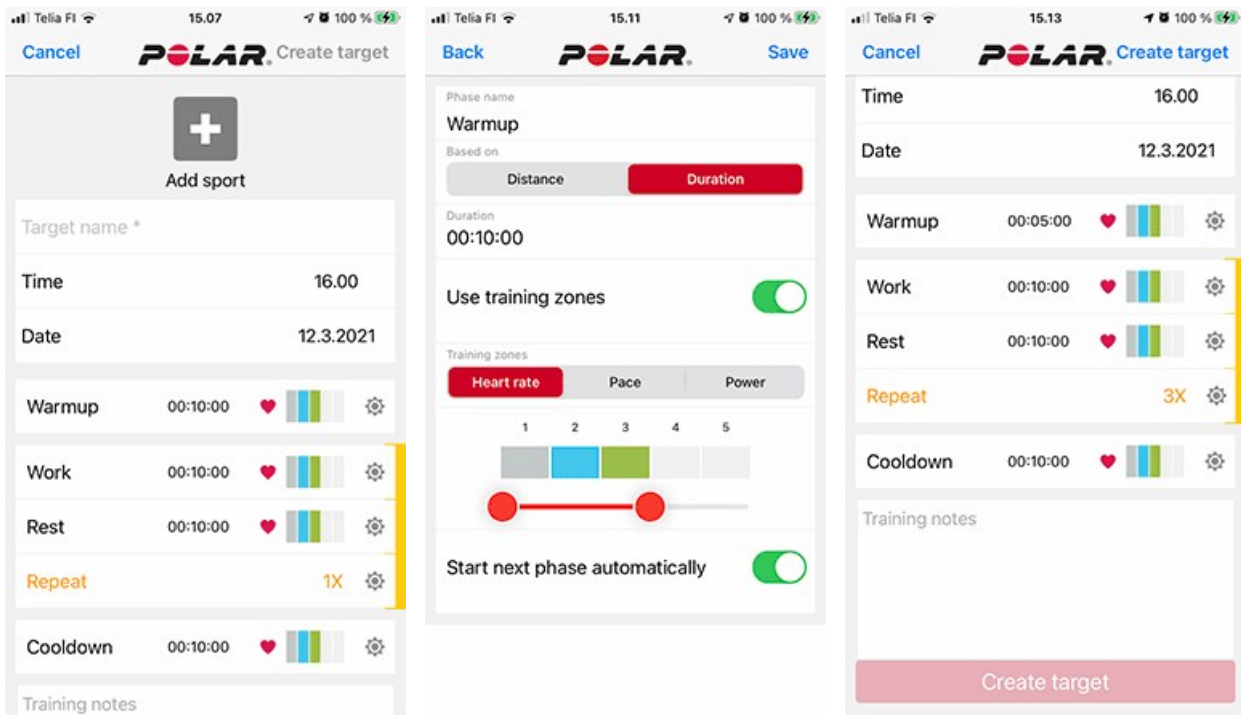 Telia FI 15.07 100 %
Cancel POLAR. Create target
Add sport
Target name *
Time 16.00
Date 12.3.2021
Warmup 00:10:00
Work 00:10:00
Rest 00:10:00
Repeat 1X
Cooldown 00:10:00
Training notes
Telia FI 15.11 100 %
Back POLAR. Save
Phase name
Warmup
Based on
Distance Duration
Duration
00:10:00
Use training zones
Training zones
Heart rate Pace Power
1 2 3 4 5
Start next phase automatically
Telia FI 15.13 100 %
Cancel POLAR. Create target
Time 16.00
Date 12.3.2021
Warmup 00:05:00
Work 00:10:00
Rest 00:10:00
Repeat 3X
Cooldown 00:10:00
Training notes
Create target